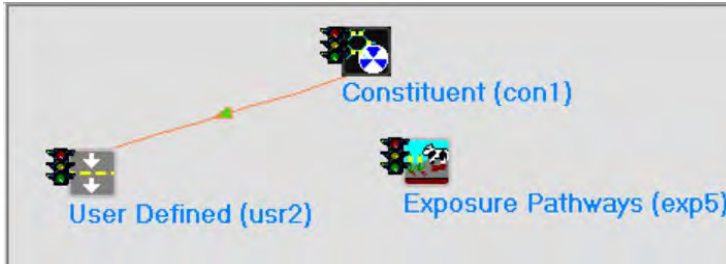 Constituent (con1)
User Defined (usr2)
Exposure Pathways (exp5)